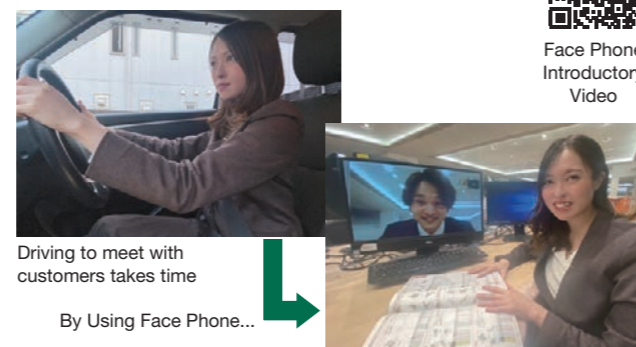 Face Phone
Introductory
Video
Driving to meet with
customers takes time
By Using Face Phone...